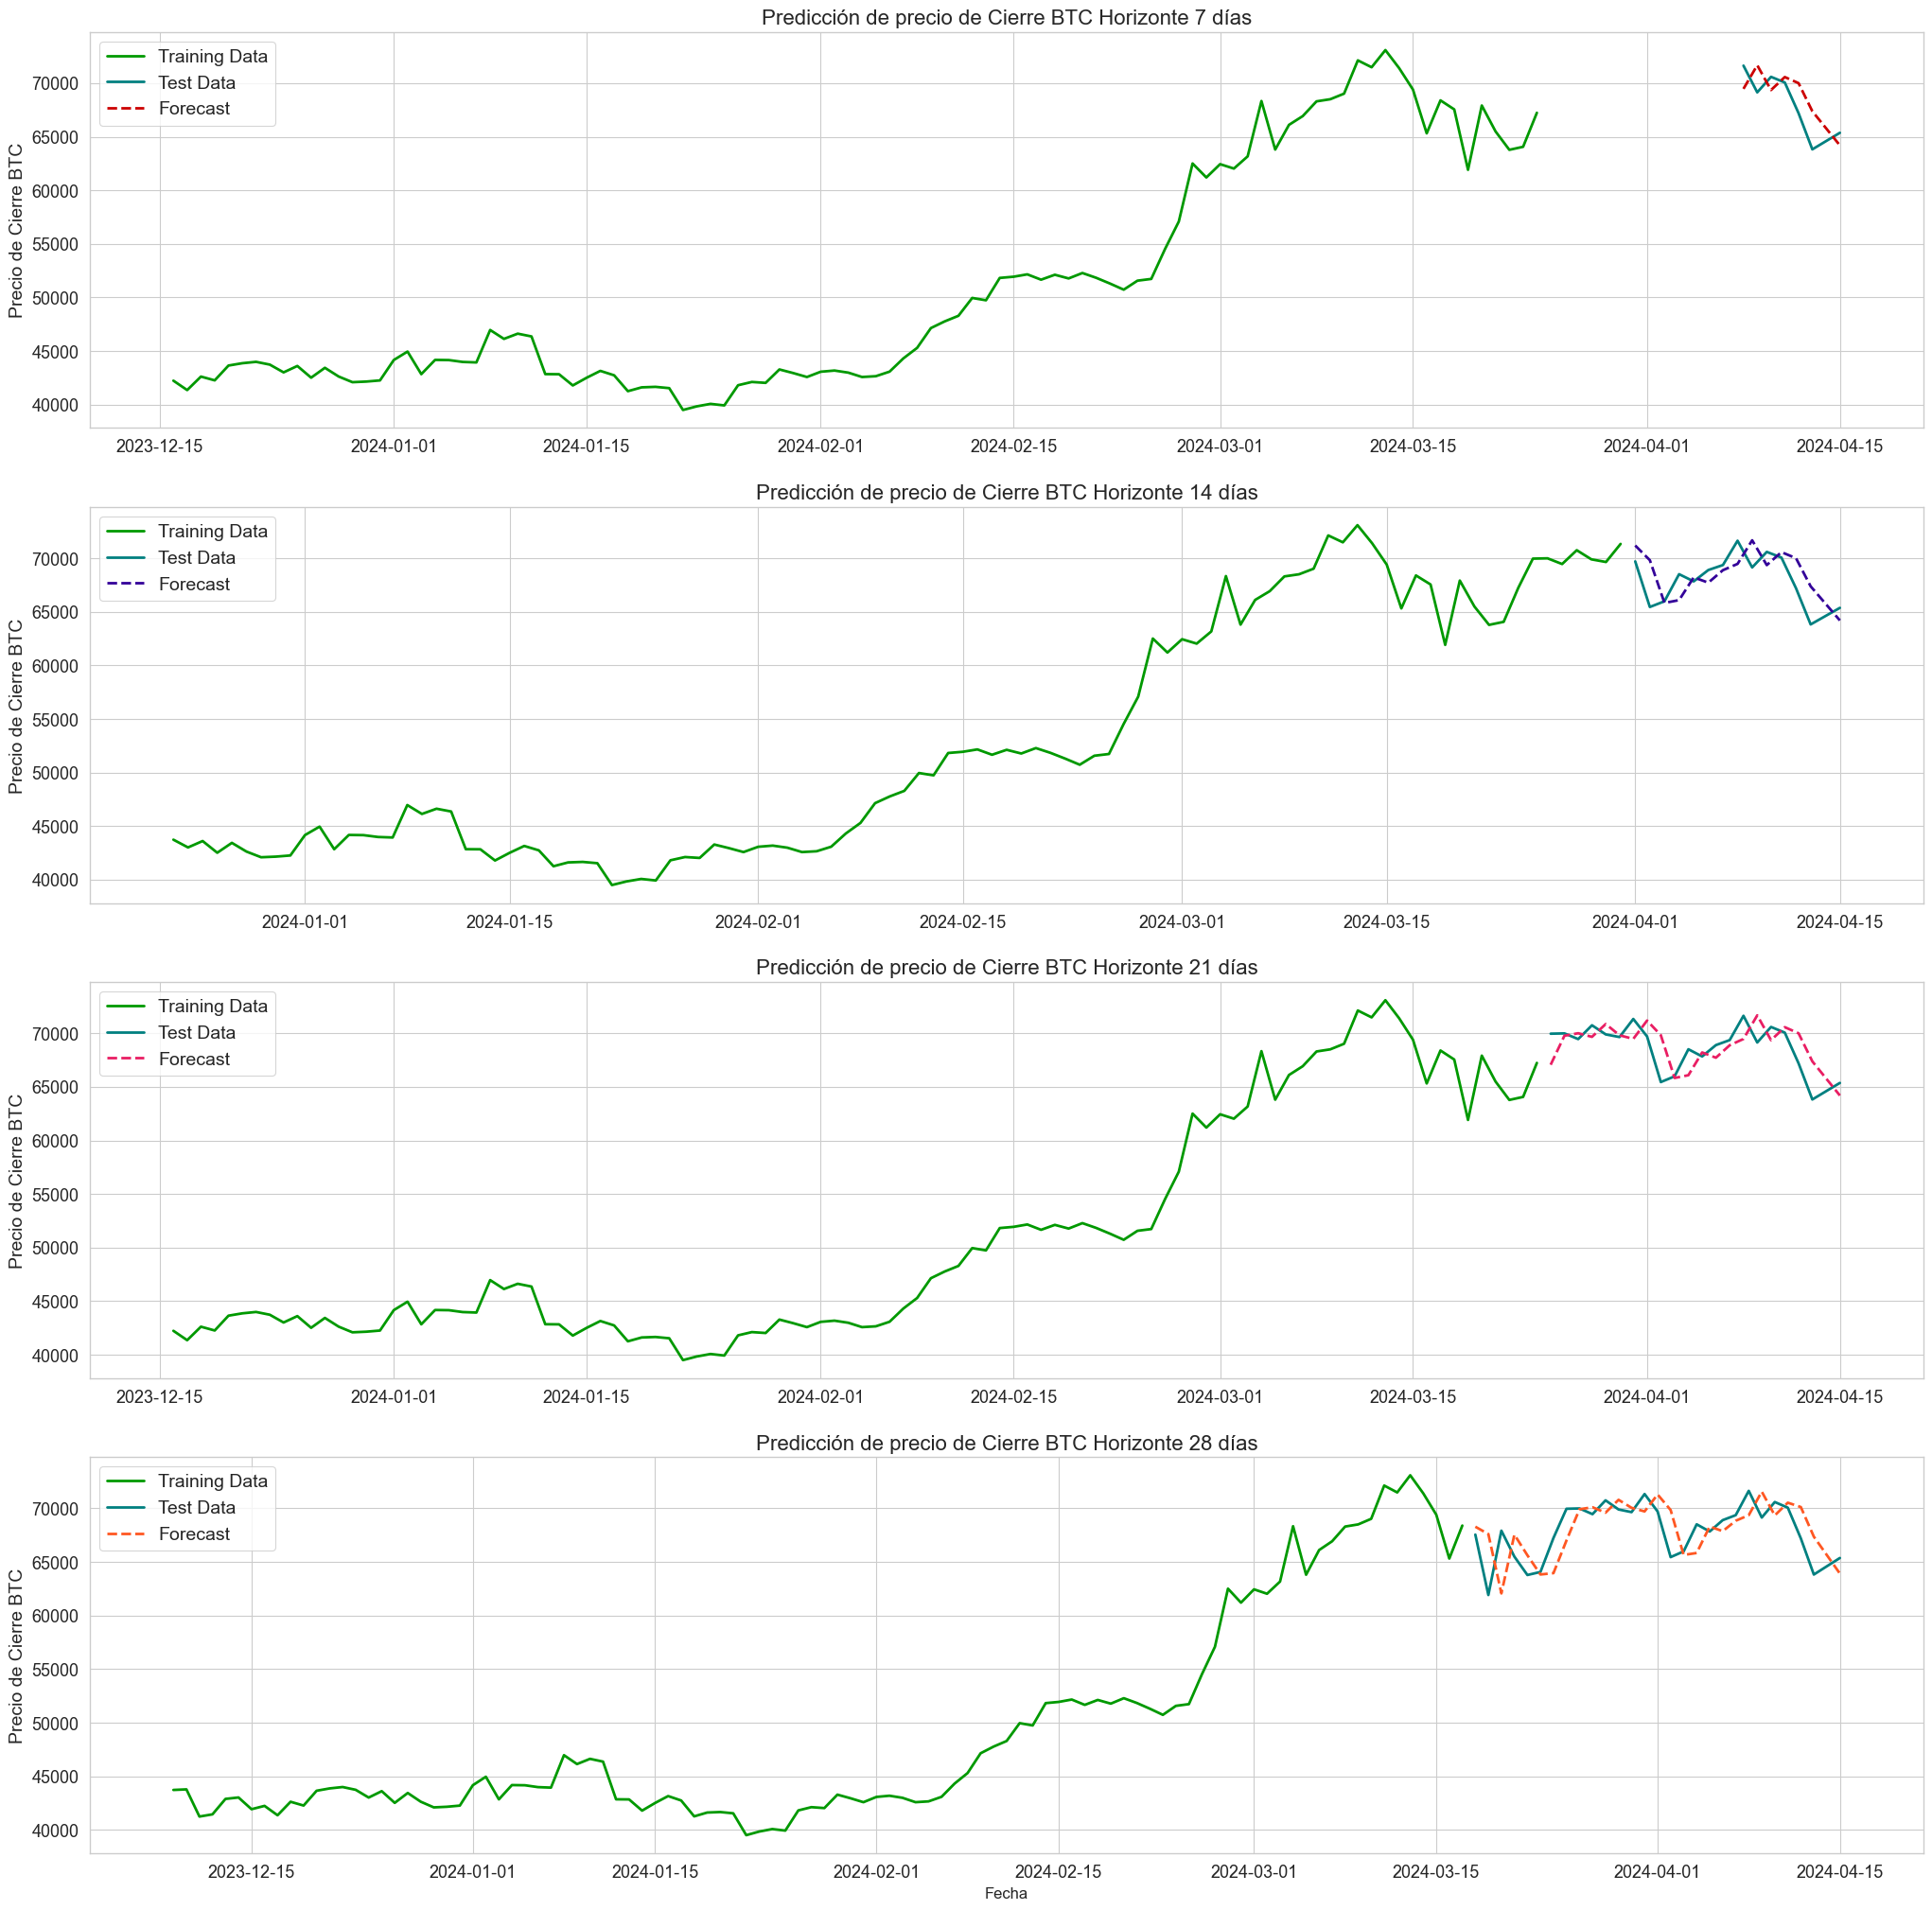 Predicción de precio de Cierre BTC Horizonte 7 días
Training Data
Test Data
Forecast
Precio de Cierre BTC
70000
65000
60000
55000
50000
45000
40000
2023-12-15 2024-01-01 2024-01-15 2024-02-01 2024-02-15 2024-03-01 2024-03-15 2024-04-01 2024-04-15
Predicción de precio de Cierre BTC Horizonte 14 días
Training Data
Test Data
Forecast
Precio de Cierre BTC
70000
65000
60000
55000
50000
45000
40000
2024-01-01 2024-01-15 2024-02-01 2024-02-15 2024-03-01 2024-03-15 2024-04-01 2024-04-15
Predicción de precio de Cierre BTC Horizonte 21 días
Training Data
Test Data
Forecast
Precio de Cierre BTC
70000
65000
60000
55000
50000
45000
40000
2023-12-15 2024-01-01 2024-01-15 2024-02-01 2024-02-15 2024-03-01 2024-03-15 2024-04-01 2024-04-15
Predicción de precio de Cierre BTC Horizonte 28 días
Training Data
Test Data
Forecast
Precio de Cierre BTC
70000
65000
60000
55000
50000
45000
40000
2023-12-15 2024-01-01 2024-01-15 2024-02-01 2024-02-15 2024-03-01 2024-03-15 2024-04-01 2024-04-15
Fecha